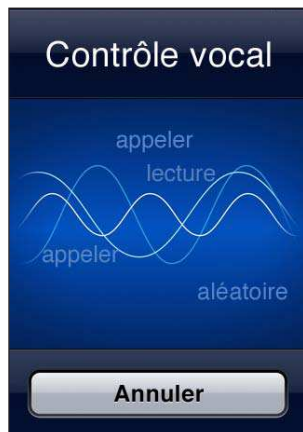 Contrôle vocal
appeler
lecture
appeler
aléatoire
Annuler